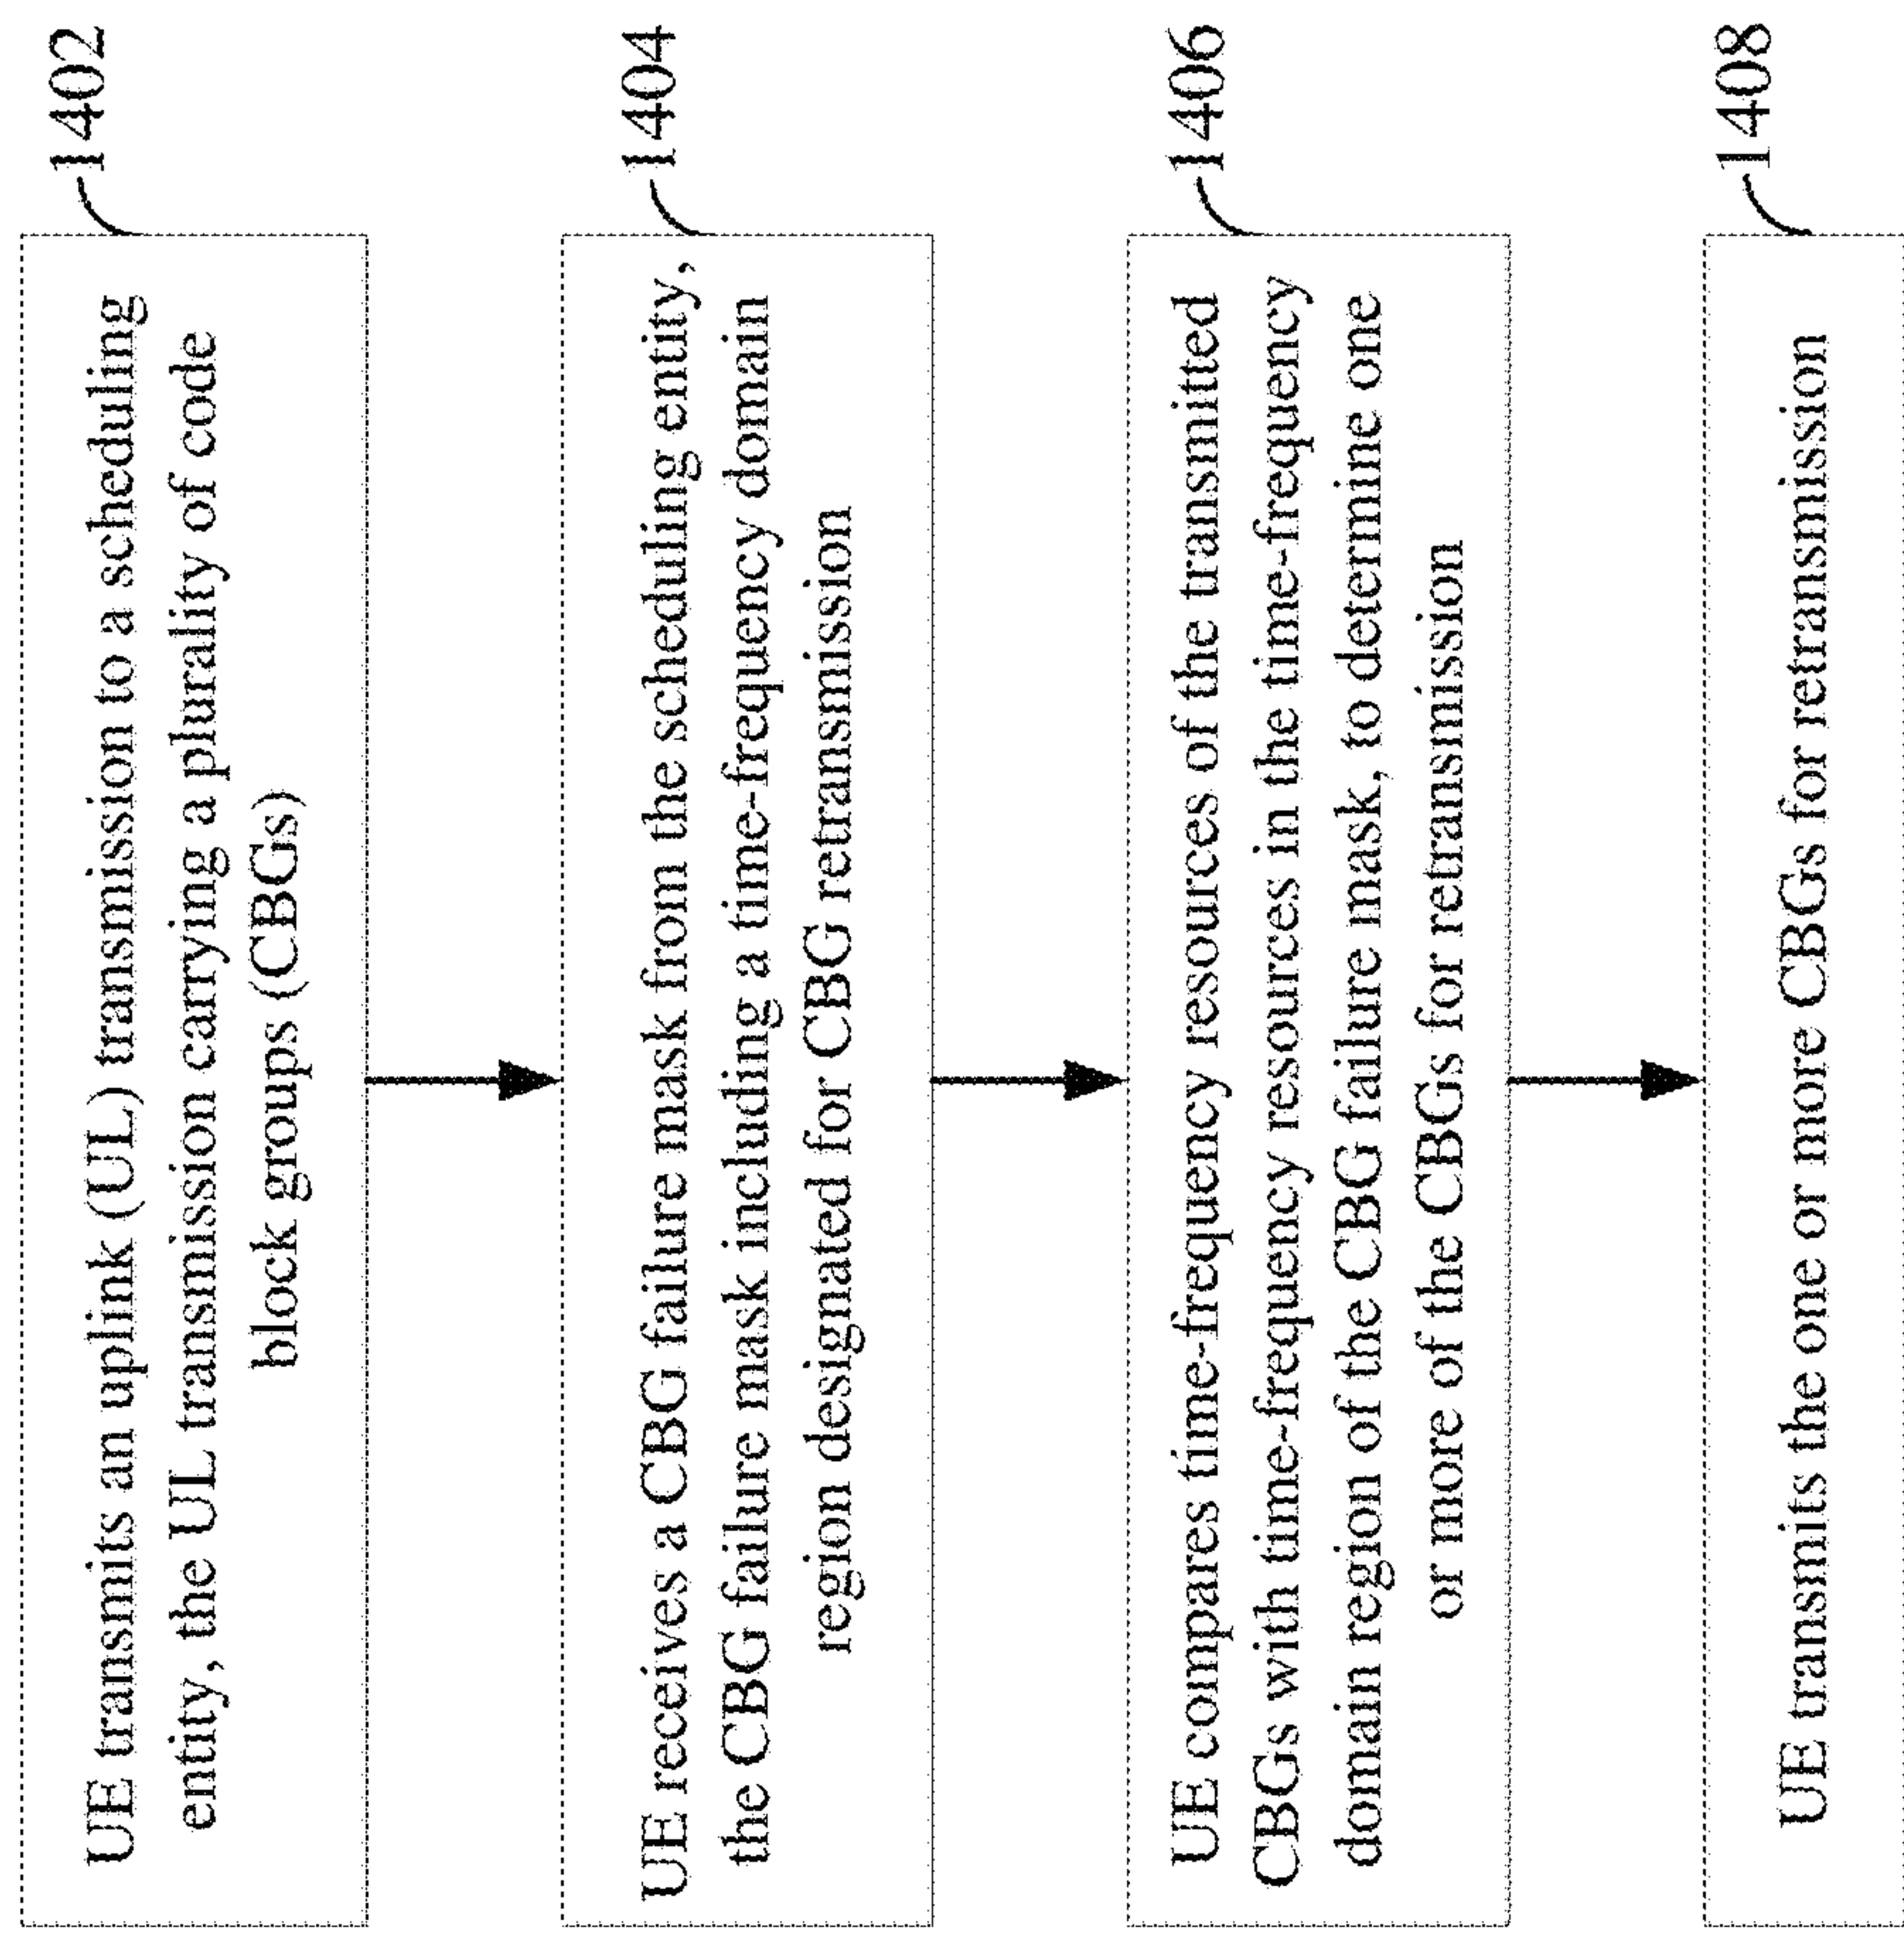 UE transmits an uplink (UL) transmission to a scheduling
entity, the UL transmission carrying a plurality of code
block groups (CBGs)
1402
UE receives a CBG failure mask from the scheduling entity,
the CBG failure mask including a time-frequency domain
region designated for CBG retransmission
1404
UE compares time-frequency resources of the transmitted
CBGs with time-frequency resources in the time-frequency
domain region of the CBG failure mask, to determine one
or more of the CBGs for retransmission
1406
UE transmits the one or more CBGs for retransmission
1408